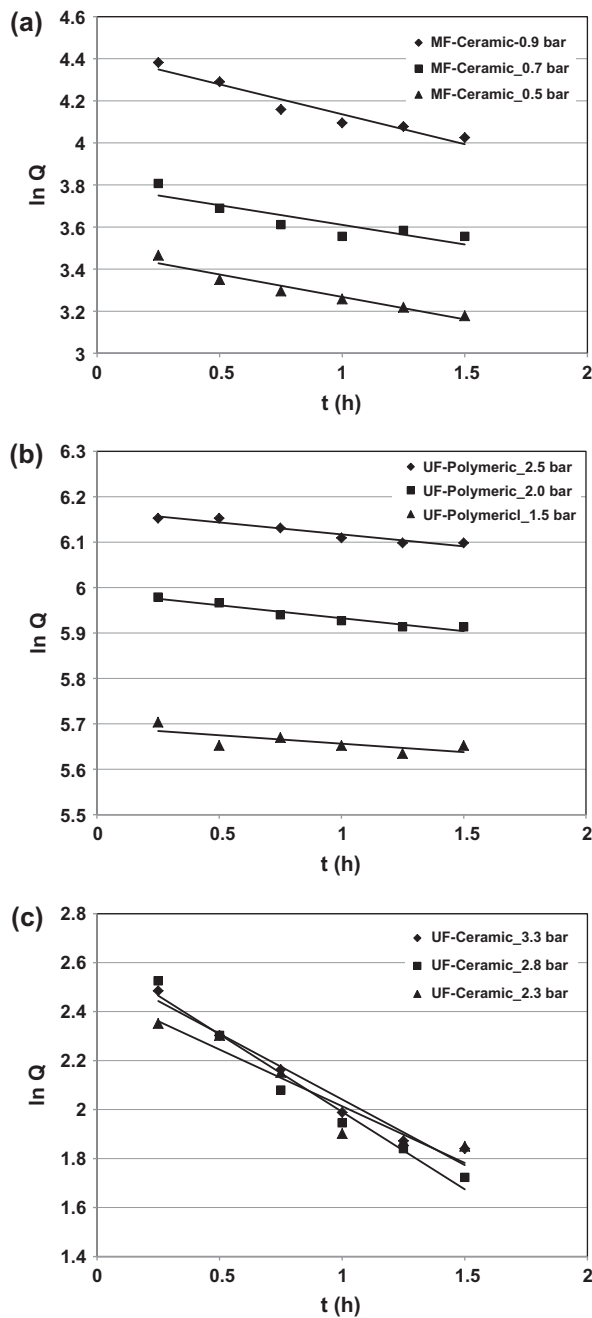 (a)
4.6
4.4
4.2
4
3.8
3.6
3.4
3.2
3
ln Q
MF-Ceramic-0.9 bar
MF-Ceramic_0.7 bar
MF-Ceramic_0.5 bar
0 0.5 1 1.5 2
t (h)
(b)
6.3
6.2
6.1
6
5.9
5.8
5.7
5.6
5.5
ln Q
UF-Polymeric_2.5 bar
UF-Polymeric_2.0 bar
UF-Polymericl_1.5 bar
0 0.5 1 1.5 2
t (h)
(c)
2.8
2.6
2.4
2.2
2
1.8
1.6
1.4
ln Q
UF-Ceramic_3.3 bar
UF-Ceramic_2.8 bar
UF-Ceramic_2.3 bar
0 0.5 1 1.5 2
t (h)